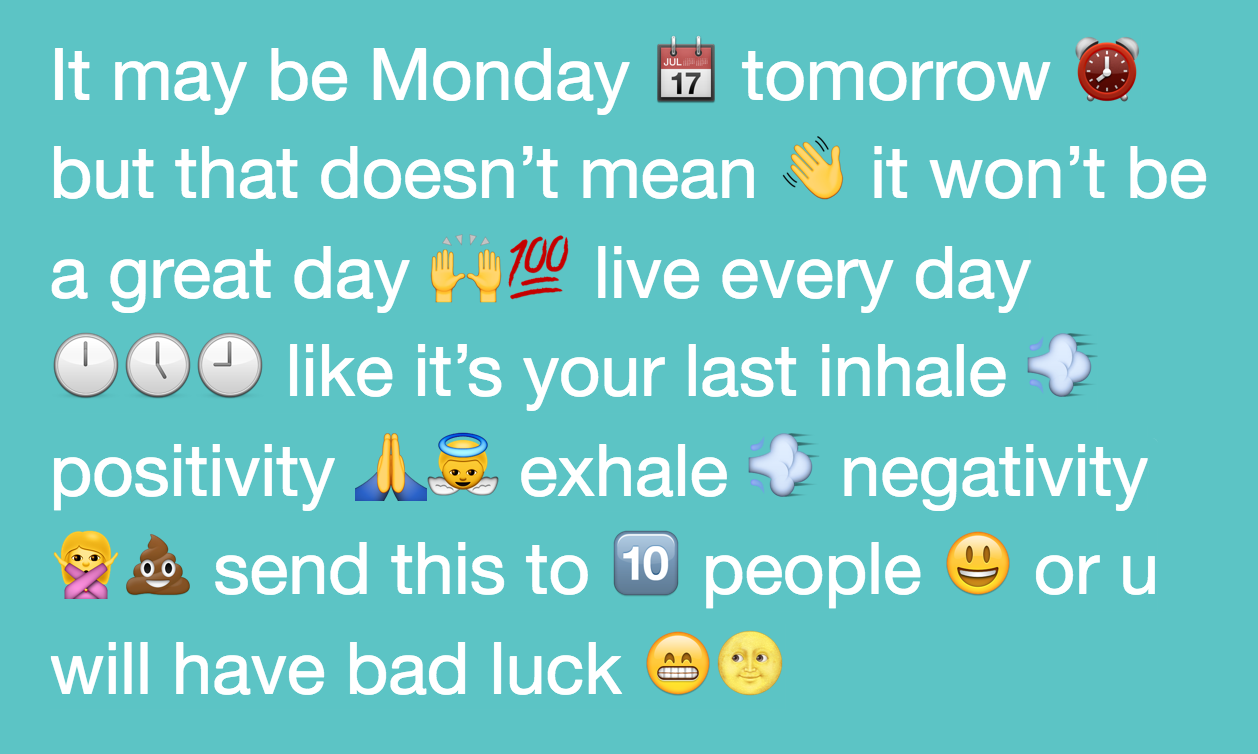 It may be Monday 📅 tomorrow ⏰
but that doesn’t mean 👋 it won’t be
a great day 🙌💯 live every day
🕛🕔🕘 like it’s your last inhale 💨
positivity 🙏👼 exhale 💨 negativity
🙅💩 send this to 🔟 people 😃 or u
will have bad luck 😁🌝